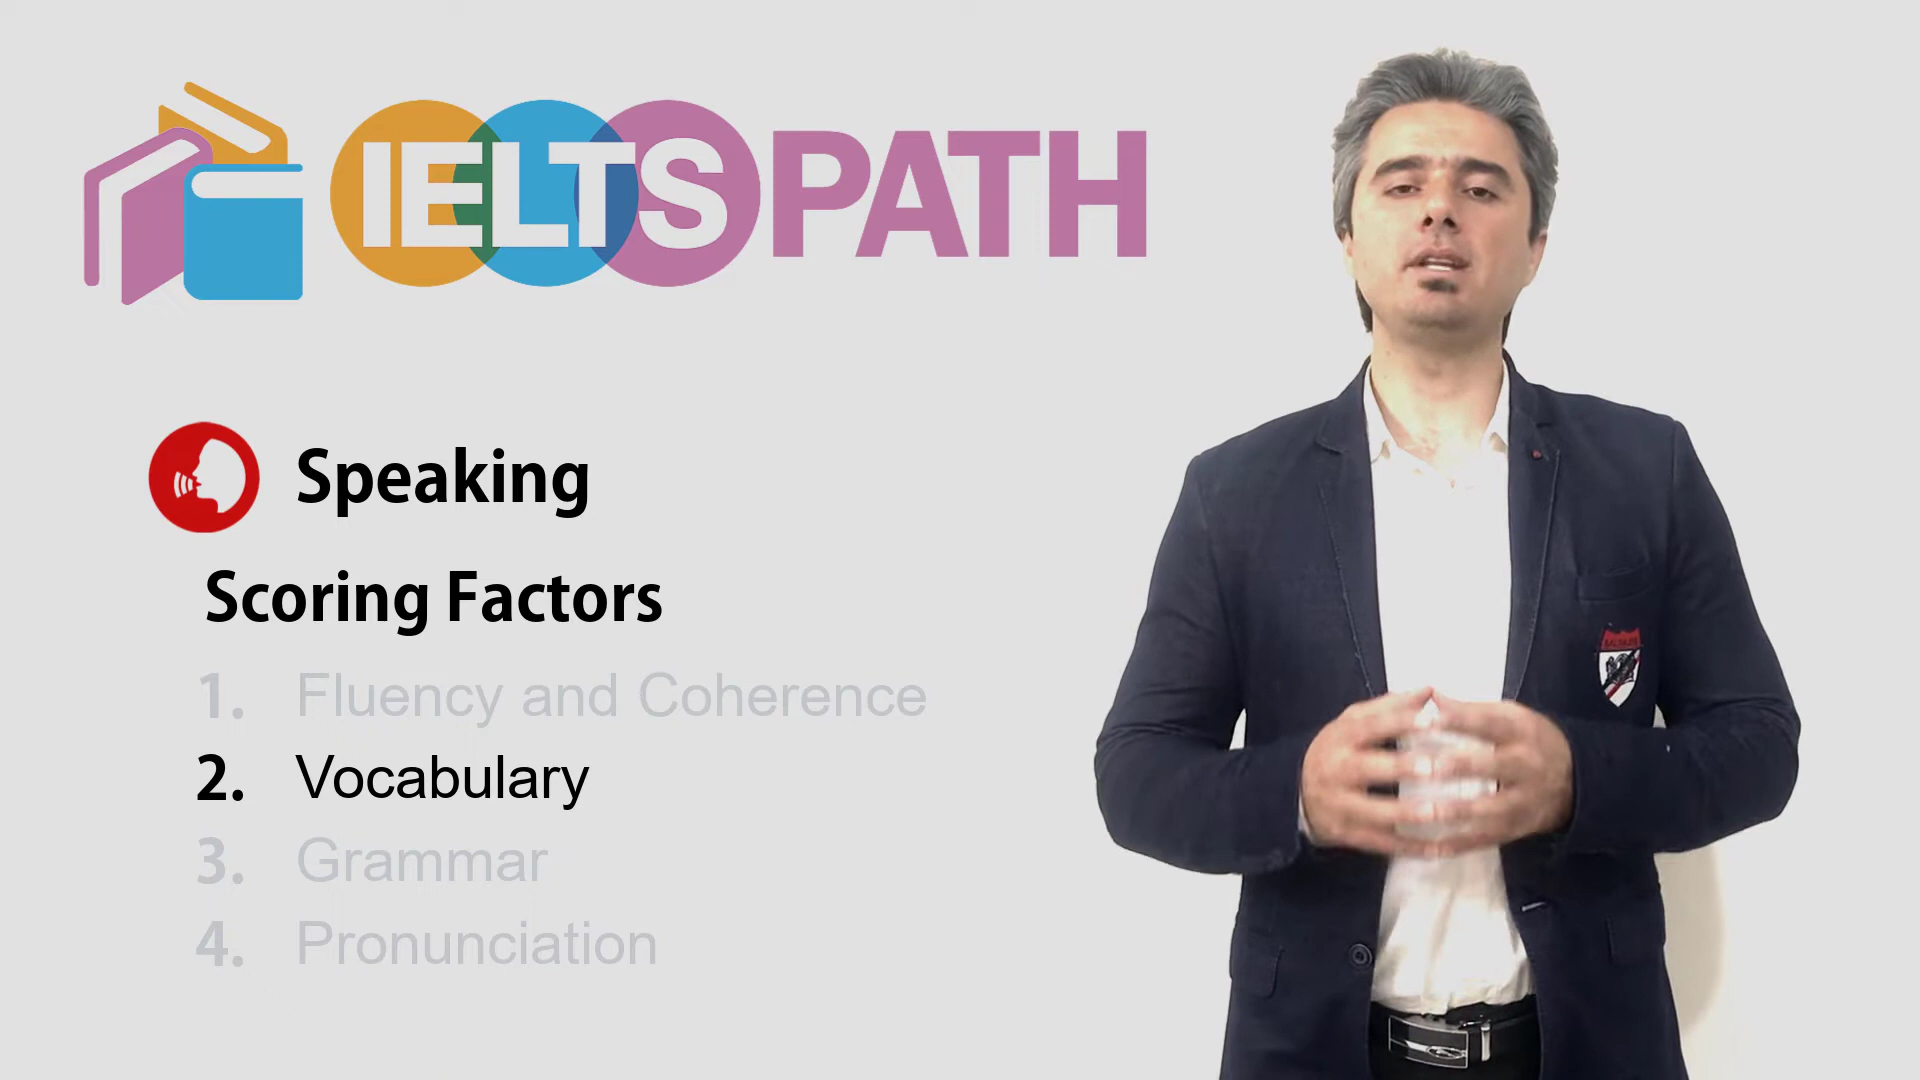 IELTSPATH
Speaking
Scoring Factors
1. Fluency and Coherence
2. Vocabulary
3. Grammar
4. Pronunciation